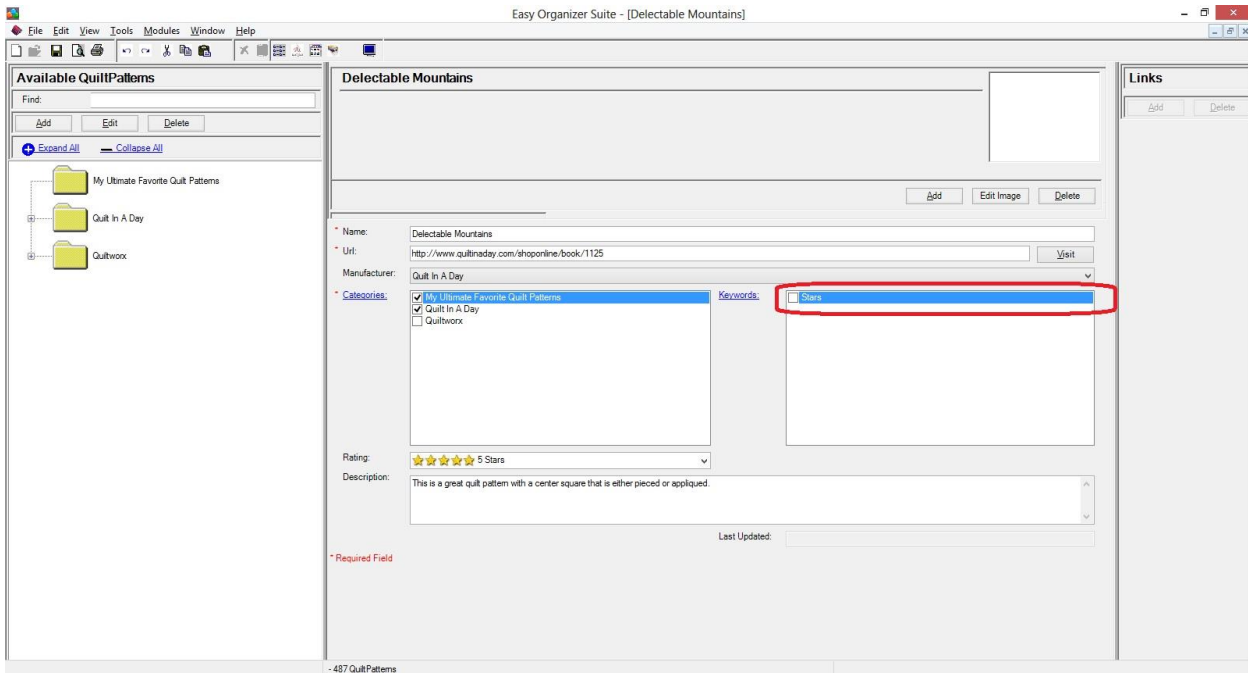 Easy Organizer Suite - [Delectable Mountains]
File Edit View Tools Modules Window Help
Available QuiltPatterns
Find:
Add Edit Delete
Expand All Collapse All
My Ultimate Favorite Quilt Patterns
Quilt In A Day
Quiltworx
Delectable Mountains
Add Edit Image Delete
* Name: Delectable Mountains
* Url: http://www.quiltinaday.com/shoponline/book/1125 Visit
Manufacturer: Quilt In A Day
* Categories: My Ultimate Favorite Quilt Patterns
Quilt In A Day
Quiltworx
Keywords: Stars
Rating: 5 Stars
Description: This is a great quilt pattern with a center square that is either pieced or appliqued.
Last Updated:
* Required Field
Links
Add Delete
- 487 QuiltPatterns